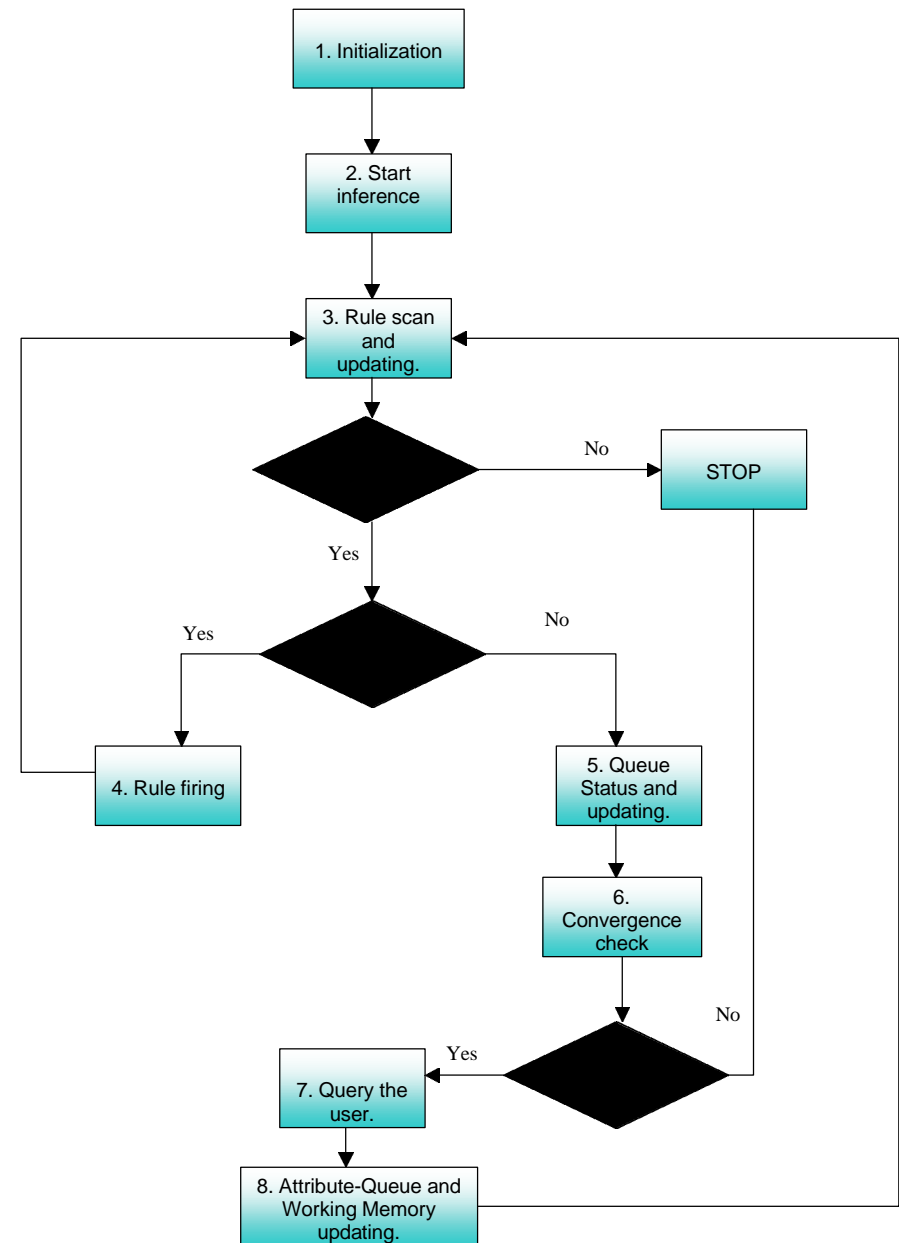 1. Initialization
2. Start
inference
3. Rule scan
and
updating.
No
STOP
Yes
Yes
No
4. Rule firing
5. Queue
Status and
updating.
6.
Convergence
check
No
Yes
7. Query the
user.
8. Attribute-Queue and
Working Memory
updating.